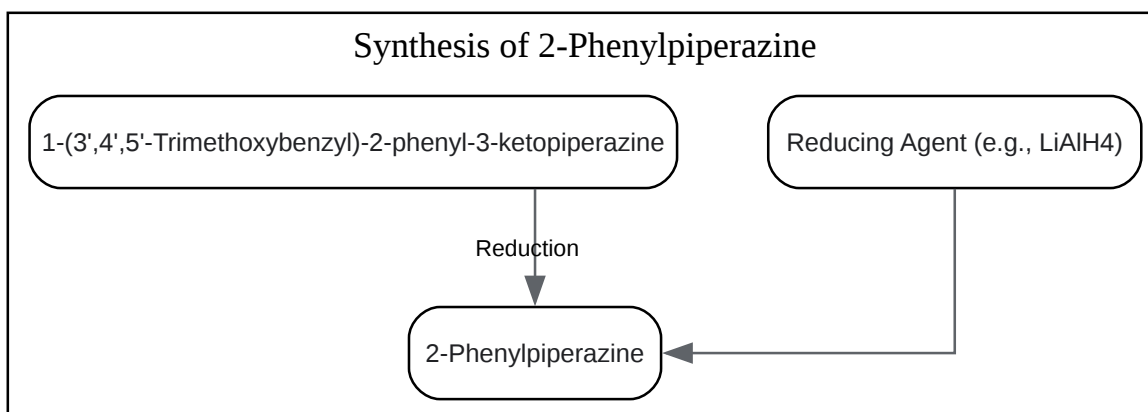 Synthesis of 2-Phenylpiperazine
1-(3',4',5'-Trimethoxybenzyl)-2-phenyl-3-ketopiperazine
Reducing Agent (e.g., LiAlH4)
Reduction
2-Phenylpiperazine